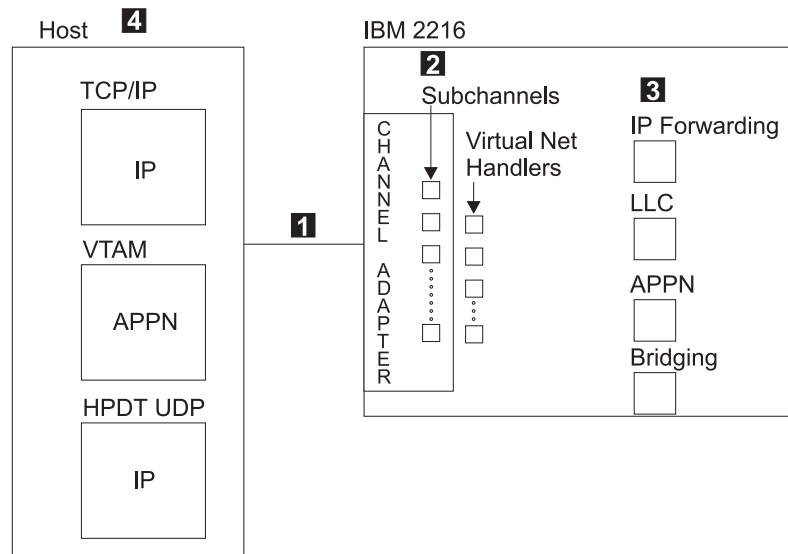 Host 4
IBM 2216
TCP/IP
IP
VTAM
APPN
HPDT UDP
IP
1
2
Subchannels
CHANNEL ADAPTER
Virtual Net
Handlers
3
IP Forwarding
LLC
APPN
Bridging